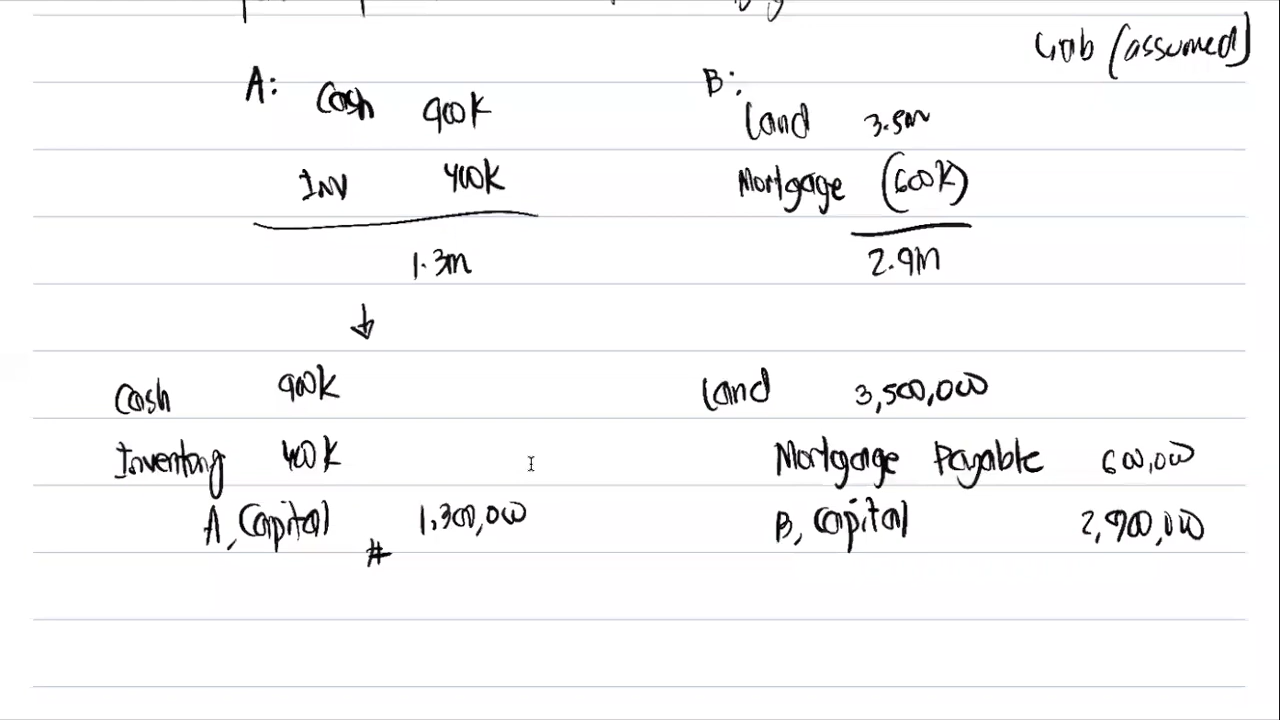 Liab (assumed)
A: B:
Cash 900K Land 3.5m
Inv 400K Mortgage (600K)
1.3m 2.9m
↓
Cash 900K Land 3,500,000
Inventory 400K Mortgage Payable 600,000
A, Capital 1,300,000 B, Capital 2,900,000
#